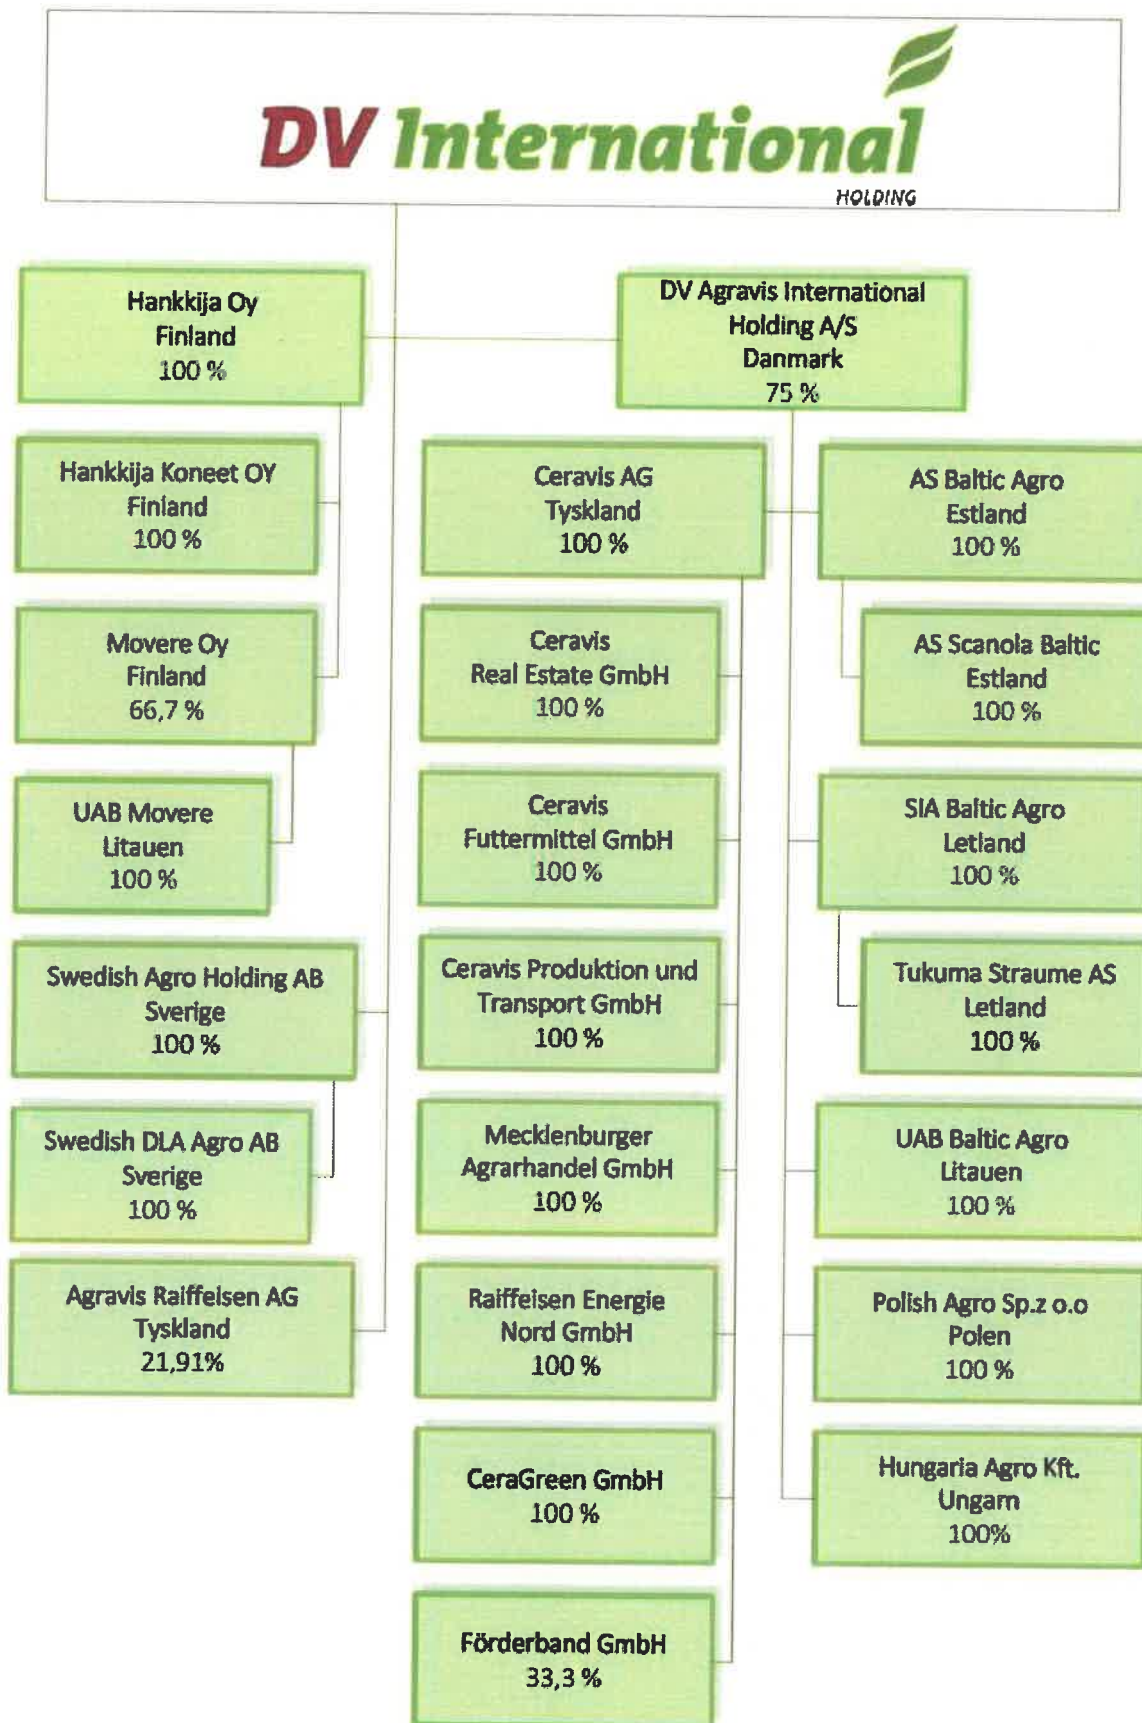 DV International
HOLDING
Hankkija Oy
Finland
100 %
DV Agravis International
Holding A/S
Danmark
75 %
Hankkija Koneet OY
Finland
100 %
Movere Oy
Finland
66,7 %
UAB Movere
Litauen
100 %
Swedish Agro Holding AB
Sverige
100 %
Swedish DLA Agro AB
Sverige
100 %
Agravis Raiffeisen AG
Tyskland
21,91%
Ceravis AG
Tyskland
100 %
Ceravis
Real Estate GmbH
100 %
Ceravis
Futtermittel GmbH
100 %
Ceravis Produktion und
Transport GmbH
100 %
Mecklenburger
Agrarhandel GmbH
100 %
Raiffeisen Energie
Nord GmbH
100 %
CeraGreen GmbH
100 %
Förderband GmbH
33,3 %
AS Baltic Agro
Estland
100 %
AS Scanola Baltic
Estland
100 %
SIA Baltic Agro
Letland
100 %
Tukuma Straume AS
Letland
100 %
UAB Baltic Agro
Litauen
100 %
Polish Agro Sp.z o.o
Polen
100 %
Hungaria Agro Kft.
Ungarn
100%